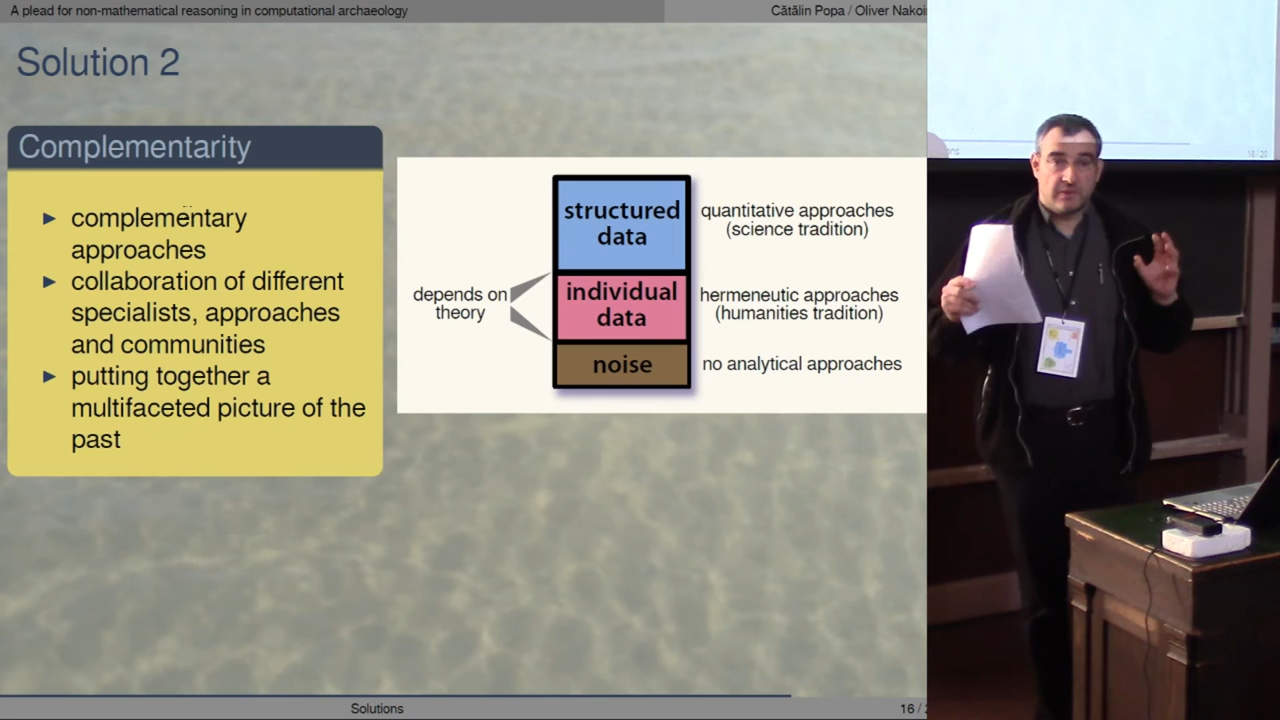 A plead for non-mathematical reasoning in computational archaeology
Cătălin Popa / Oliver
Solution 2
Complementarity
complementary
approaches
collaboration of different
specialists, approaches
and communities
putting together a
multifaceted picture of the
past
structured
data
quantitative approaches
(science tradition)
depends on
theory
individual
data
hermeneutic approaches
(humanities tradition)
noise
no analytical approaches
Solutions
16 /